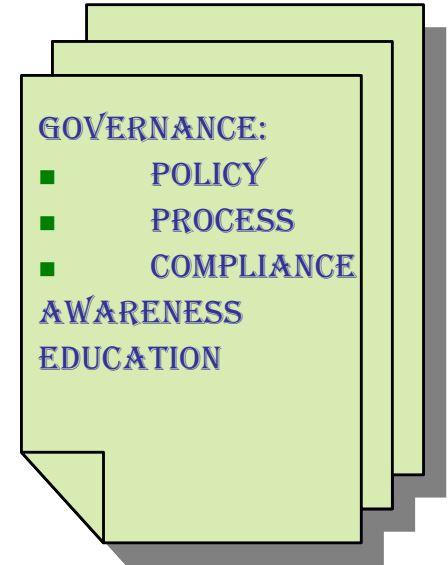 GOVERNANCE:
▪ POLICY
▪ PROCESS
▪ COMPLIANCE
AWARENESS
EDUCATION